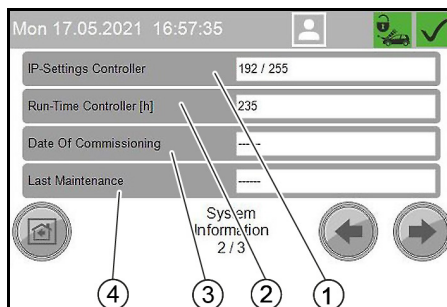 Mon 17.05.2021 16:57:35
IP-Settings Controller 192 / 255
Run-Time Controller [h] 235
Date Of Commissioning ------
Last Maintenance ------
System
Information
2 / 3
4 3 2 1